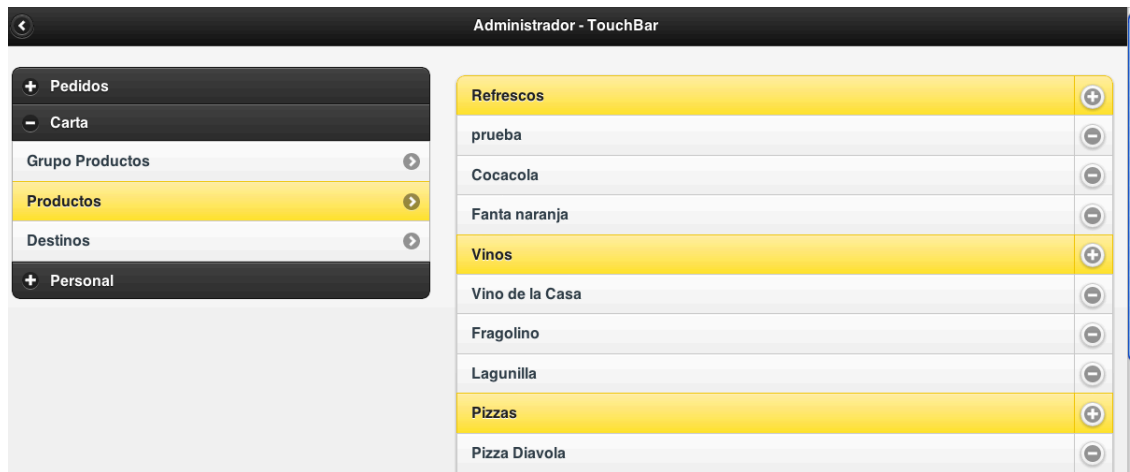 Administrador - TouchBar
Pedidos
Carta
Grupo Productos
Productos
Destinos
Personal
Refrescos
prueba
Cocacola
Fanta naranja
Vinos
Vino de la Casa
Fragolino
Lagunilla
Pizzas
Pizza Diavola